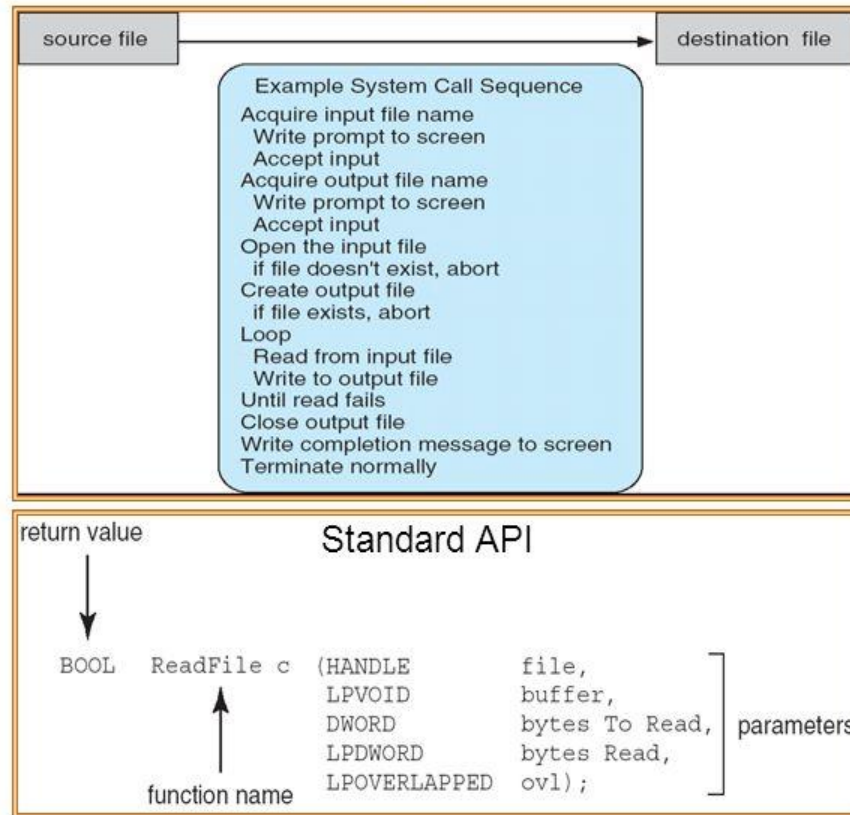 source file
destination file
Example System Call Sequence
Acquire input file name
Write prompt to screen
Accept input
Acquire output file name
Write prompt to screen
Accept input
Open the input file
if file doesn't exist, abort
Create output file
if file exists, abort
Loop
Read from input file
Write to output file
Until read fails
Close output file
Write completion message to screen
Terminate normally
return value
Standard API
BOOL ReadFile c (HANDLE file,
LPVOID buffer,
DWORD bytes To Read,
LPDWORD bytes Read,
LPOVERLAPPED ovl);
parameters
function name